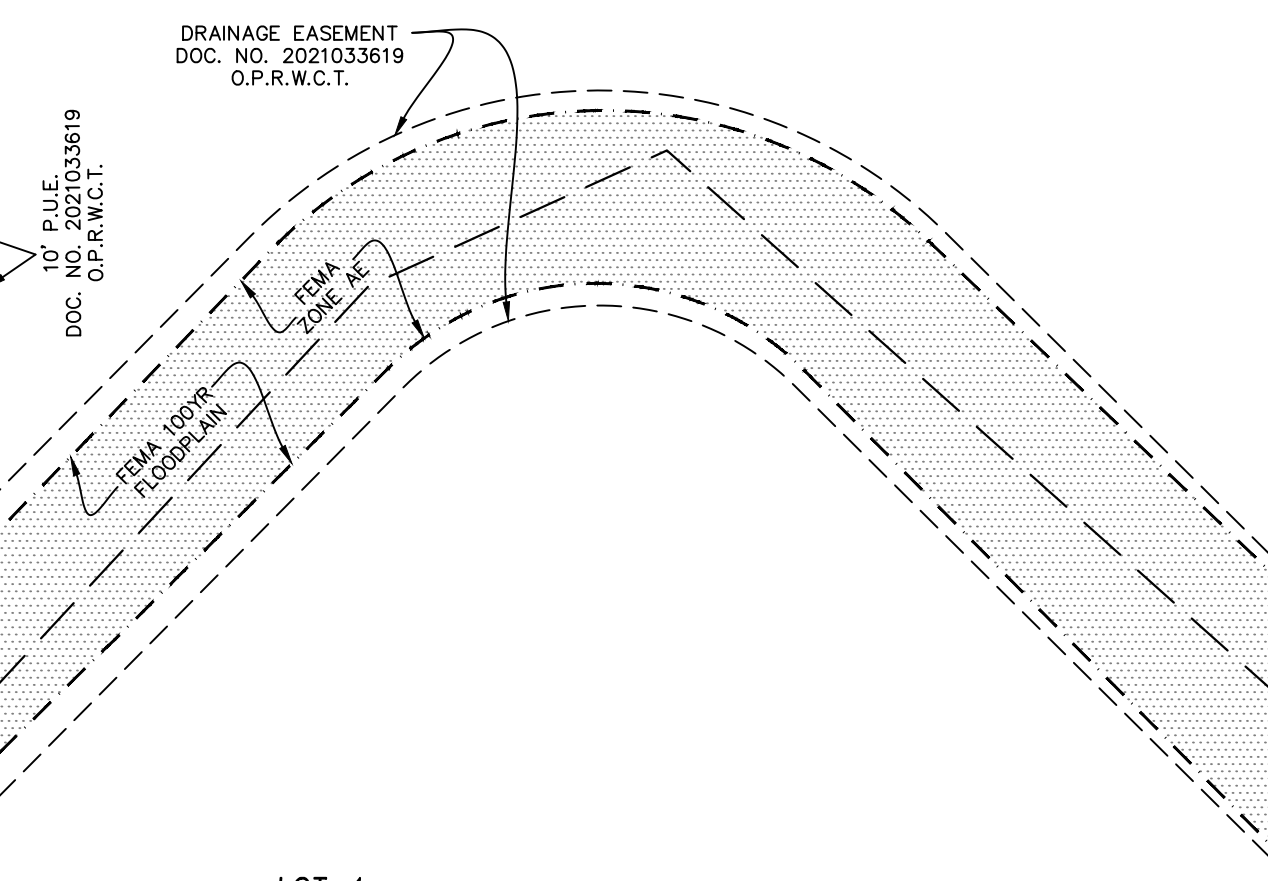 DRAINAGE EASEMENT
DOC. NO. 2021033619
O.P.R.W.C.T.
10' P.U.E.
DOC. NO. 2021033619
O.P.R.W.C.T.
FEMA
ZONE AE
FEMA 100YR
FLOODPLAIN